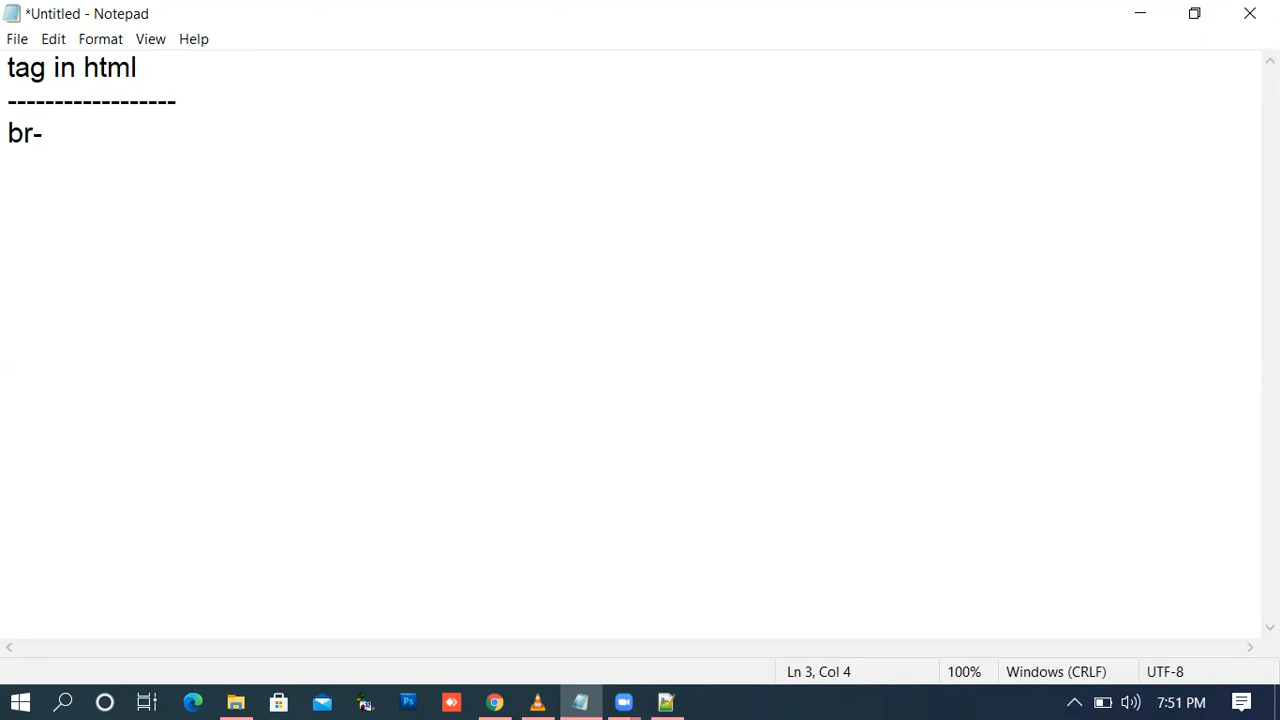 *Untitled - Notepad
File Edit Format View Help
tag in html
------------------
br-
Ln 3, Col 4 100% Windows (CRLF) UTF-8
Ps 7:51 PM